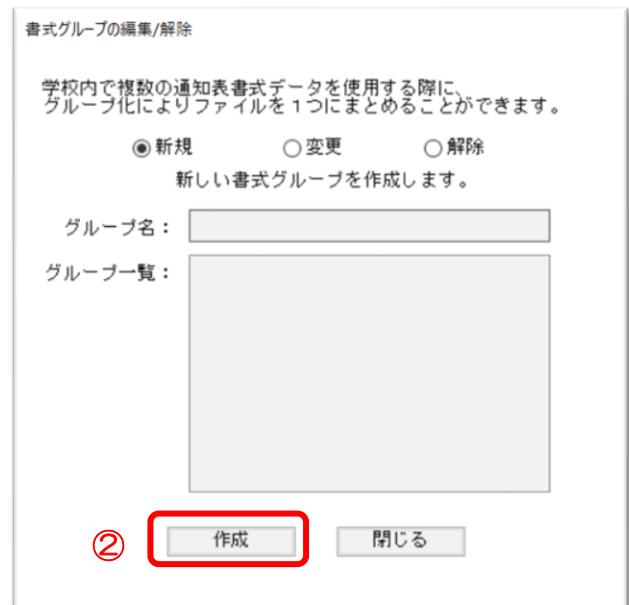 書式グループの編集/解除
学校内で複数の通知表書式データを使用する際に、
グループ化によりファイルを１つにまとめることができます。
新規 変更 解除
新しい書式グループを作成します。
グループ名：
グループ一覧：
② 作成 閉じる